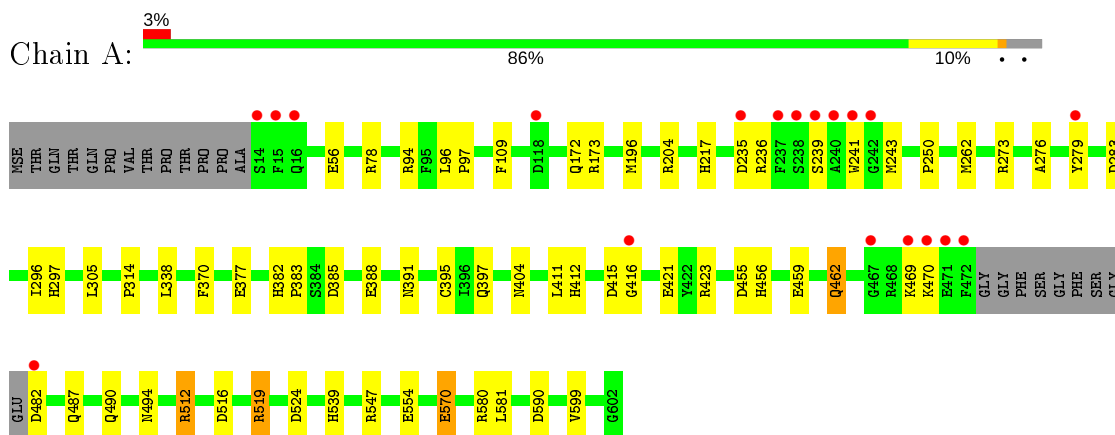 3%
Chain A:
86% 10% • •
MSE THR GLN THR GLN PRO VAL THR PRO THR PRO PRO ALA S14 F15 Q16 E56 R78 R94 F95 L96 P97 F109 D118 Q172 R173 M196 R204 H217 D235 R236 F237 S238 S239 A240 W241 G242 M243 P250 M262 R273 A276 Y279 D283
I296 H297 L305 P314 L338 F370 E377 H382 P383 S384 D385 E388 N391 C395 I396 Q397 N404 L411 H412 D415 G416 E421 Y422 R423 D455 H456 E459 Q462 G467 R468 K469 K470 E471 F472 GLY GLY PHE SER GLY PHE SER GLY
GLU D482 Q487 Q490 N494 R512 D516 R519 D524 H539 R547 E554 E570 R580 L581 D590 V599 G602